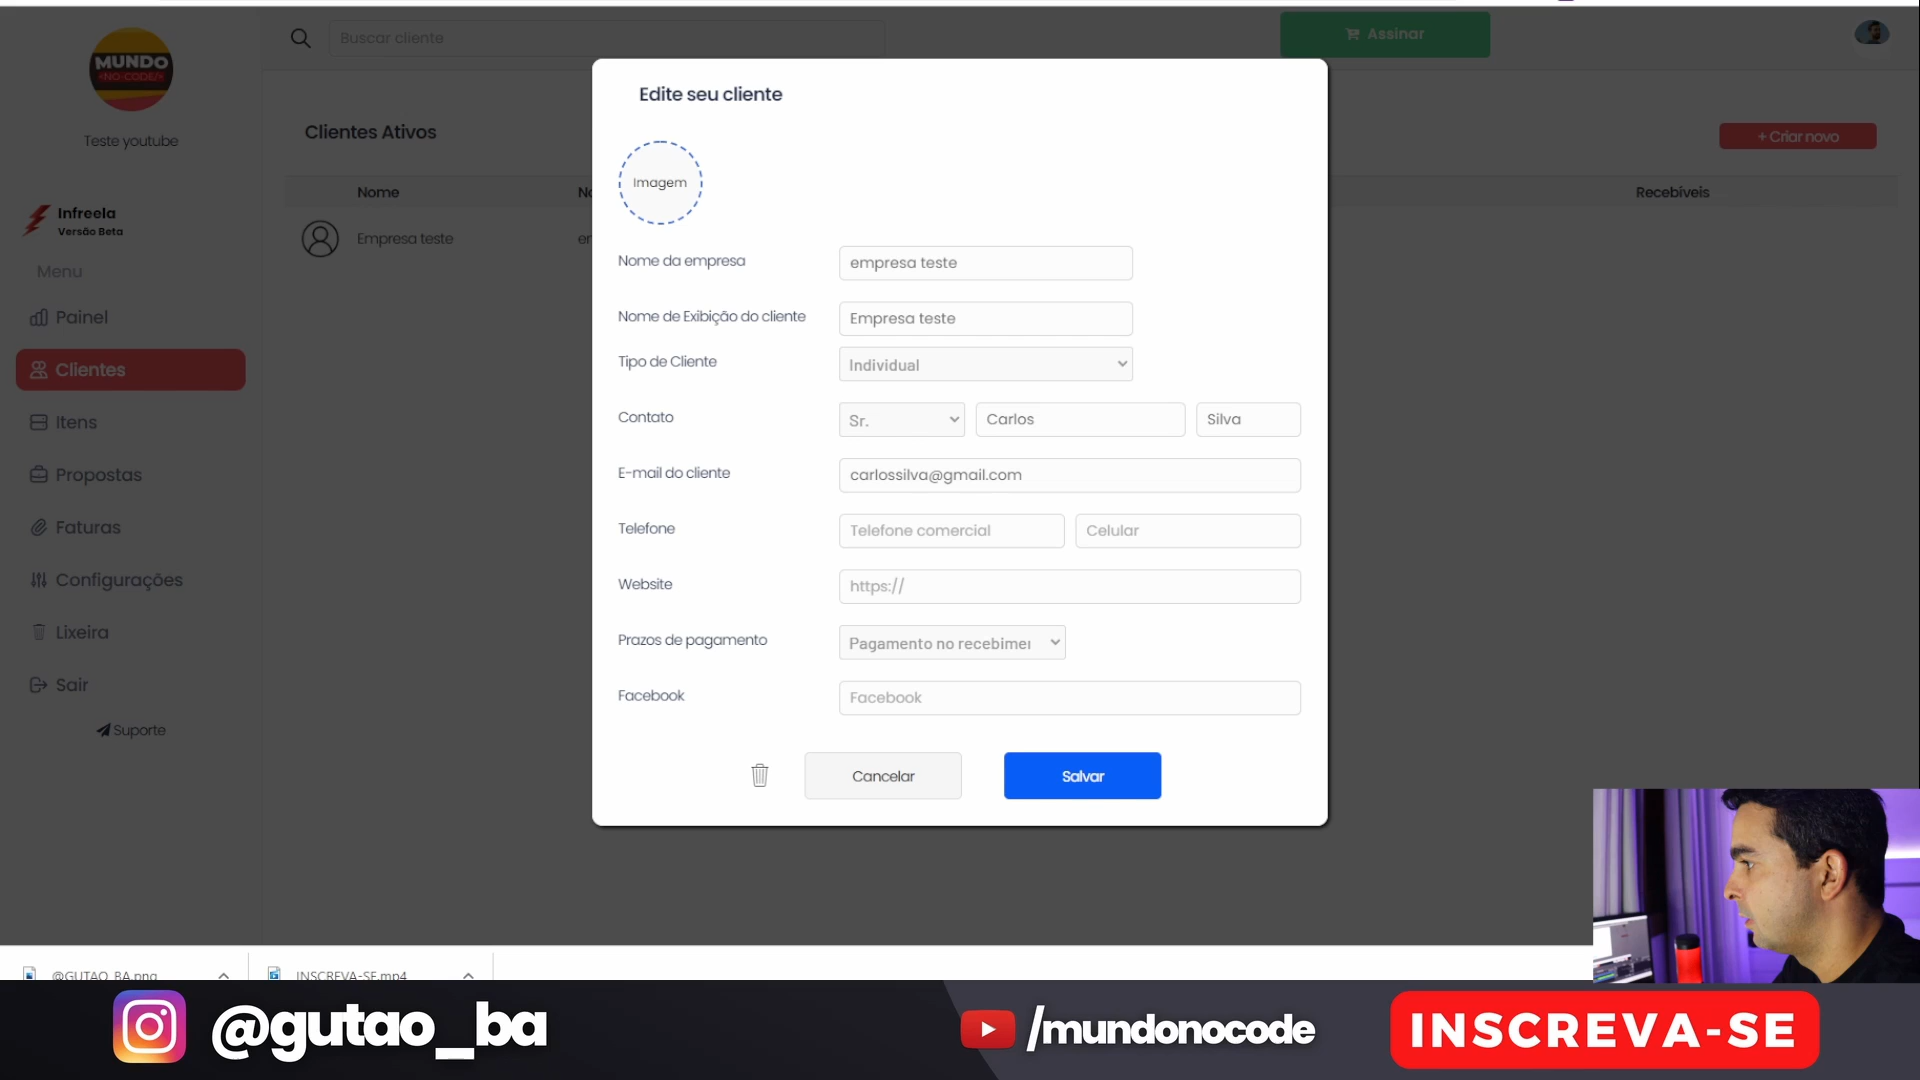 MUNDO
<NO-CODE/>
Teste youtube
Infreela
Versão Beta
Menu
Painel
Clientes
Itens
Propostas
Faturas
Configurações
Lixeira
Sair
Suporte
Buscar cliente
Assinar
Clientes Ativos
+ Criar novo
Nome
Recebíveis
Empresa teste
Edite seu cliente
Imagem
Nome da empresa
empresa teste
Nome de Exibição do cliente
Empresa teste
Tipo de Cliente
Individual
Contato
Sr.
Carlos
Silva
E-mail do cliente
carlossilva@gmail.com
Telefone
Telefone comercial
Celular
Website
https://
Prazos de pagamento
Pagamento no
Facebook
Facebook
Cancelar
Salvar
@GUTAO_BA.png
INSCREVA-SE.mp4
@gutao_ba
/mundonocode
INSCREVA-SE